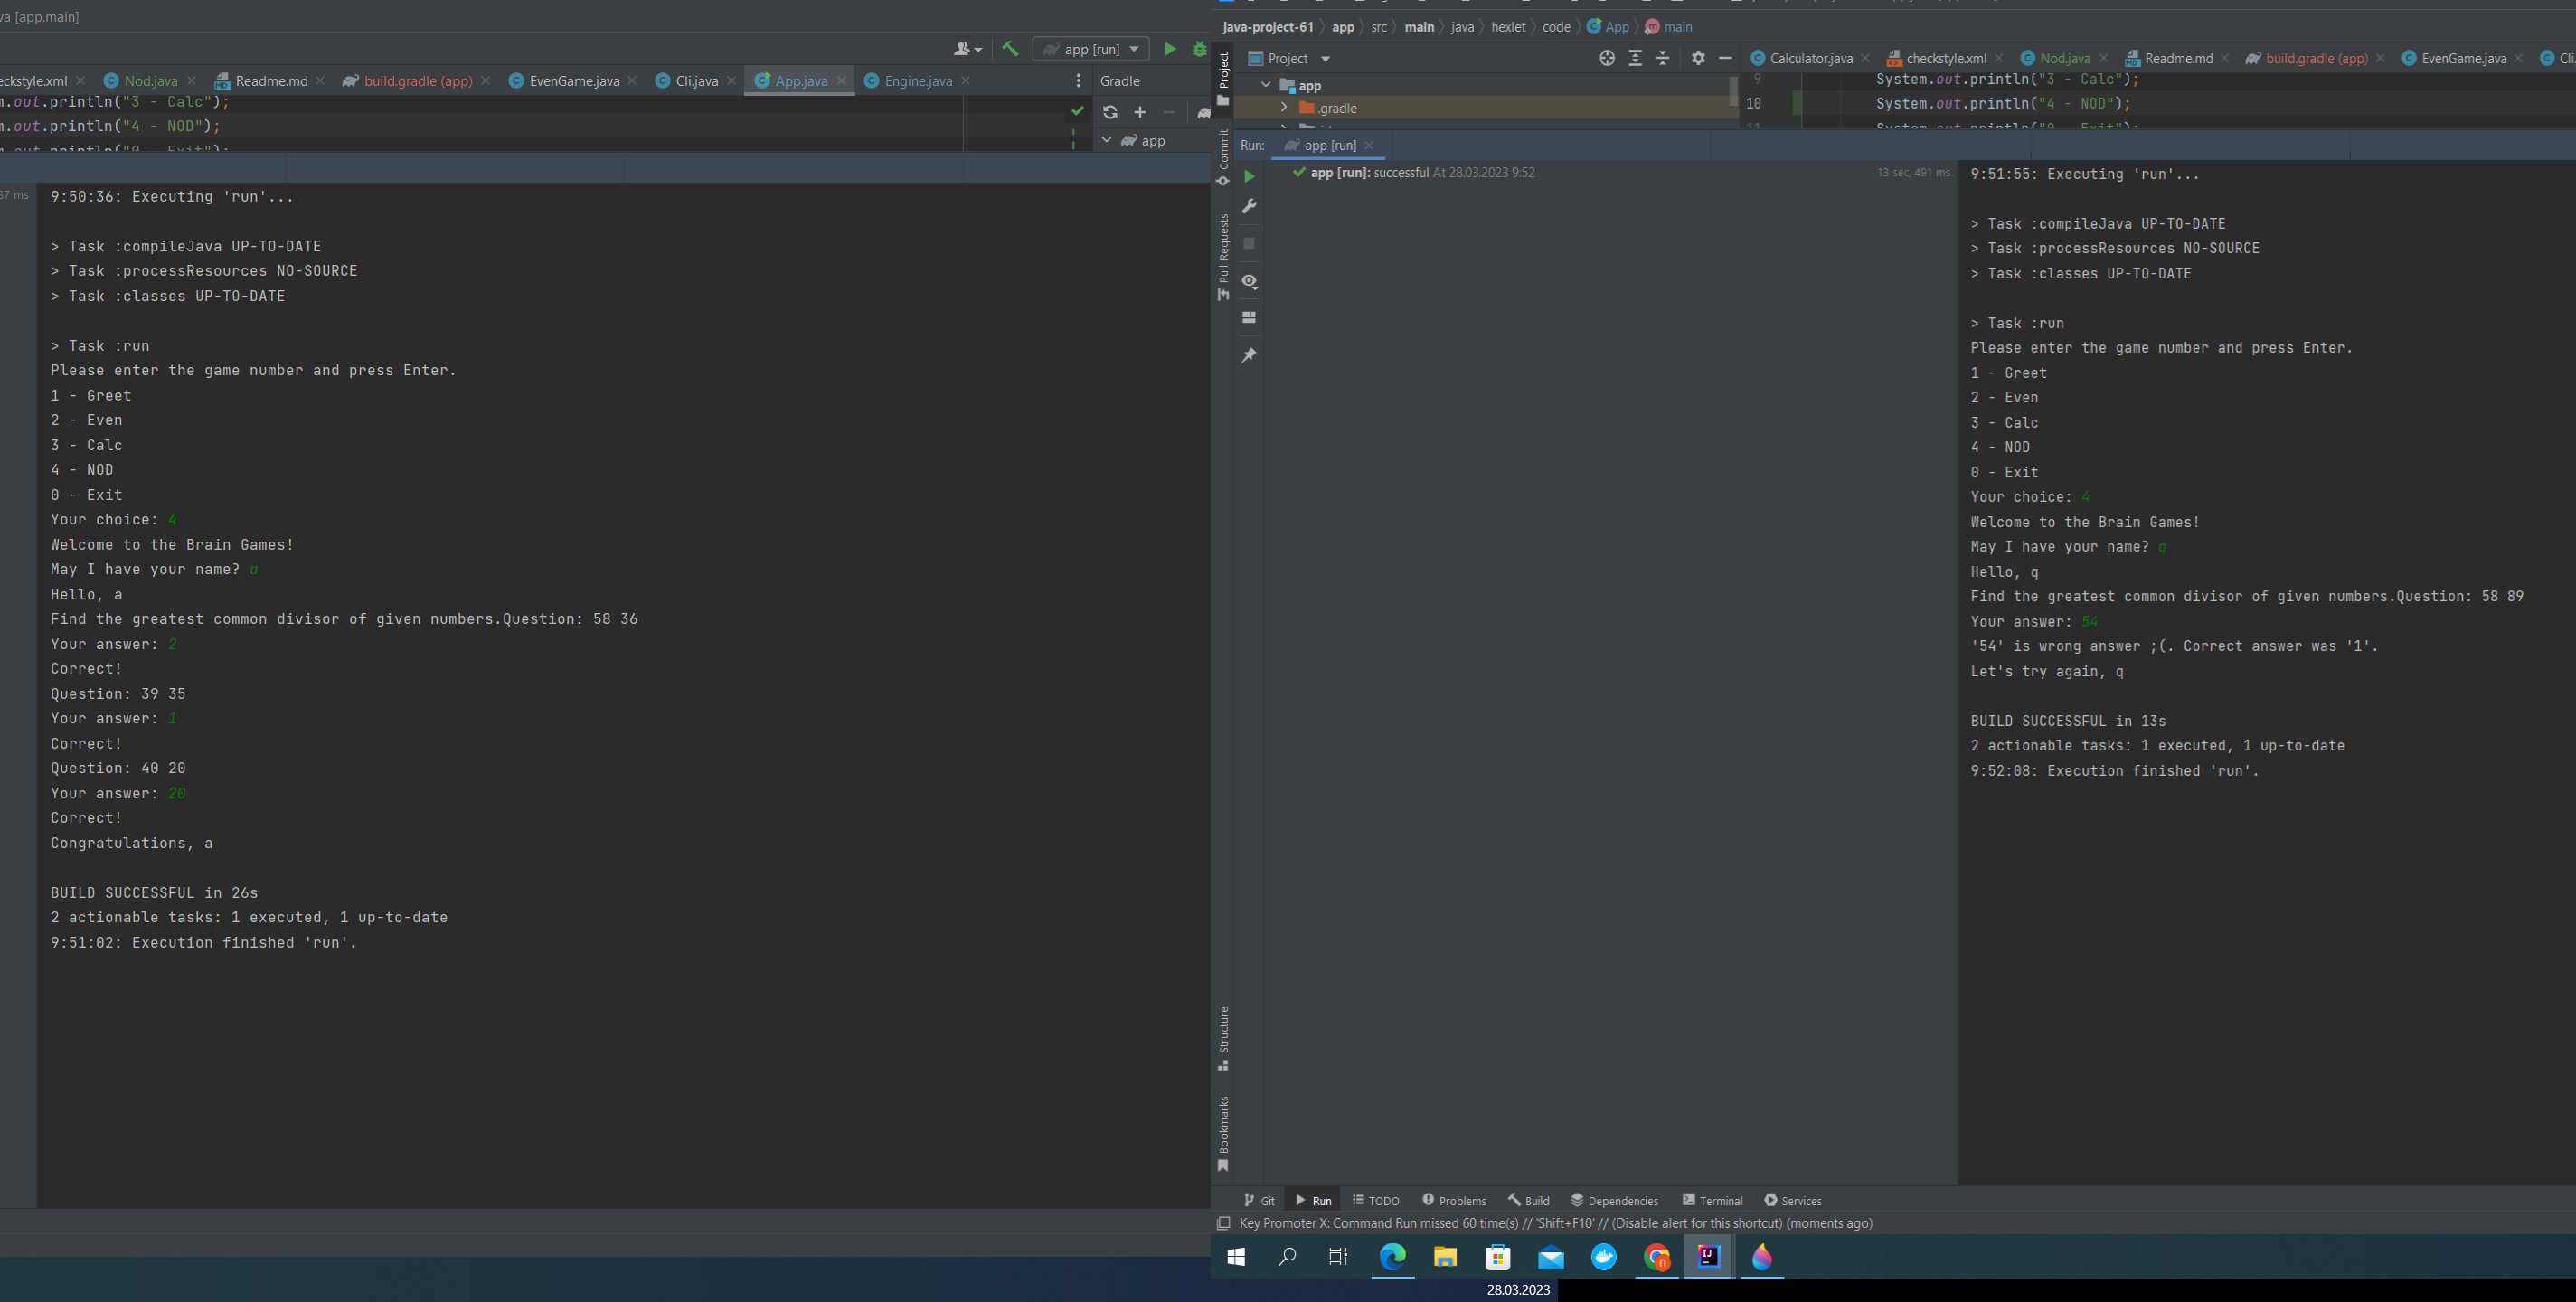 va [app.main]
app [run]
eckstyle.xml
Nod.java
Readme.md
build.gradle (app)
EvenGame.java
Cli.java
App.java
Engine.java
Gradle
n.out.println("3 - Calc");
n.out.println("4 - NOD");
app
37 ms
9:50:36: Executing 'run'...
> Task :compileJava UP-TO-DATE
> Task :processResources NO-SOURCE
> Task :classes UP-TO-DATE
> Task :run
Please enter the game number and press Enter.
1 - Greet
2 - Even
3 - Calc
4 - NOD
0 - Exit
Your choice: 4
Welcome to the Brain Games!
May I have your name? a
Hello, a
Find the greatest common divisor of given numbers.Question: 58 36
Your answer: 2
Correct!
Question: 39 35
Your answer: 1
Correct!
Question: 40 20
Your answer: 20
Correct!
Congratulations, a
BUILD SUCCESSFUL in 26s
2 actionable tasks: 1 executed, 1 up-to-date
9:51:02: Execution finished 'run'.
java-project-61 app src main java hexlet code App main
Project
Project
Commit
Pull Requests
Structure
Bookmarks
app
.gradle
Calculator.java
checkstyle.xml
Nod.java
Readme.md
build.gradle (app)
EvenGame.java
Cli
9 System.out.println("3 - Calc");
10 System.out.println("4 - NOD");
11 System.out.println("0 - Exit");
Run: app [run]
app [run]: successful At 28.03.2023 9:52
13 sec, 491 ms
9:51:55: Executing 'run'...
> Task :compileJava UP-TO-DATE
> Task :processResources NO-SOURCE
> Task :classes UP-TO-DATE
> Task :run
Please enter the game number and press Enter.
1 - Greet
2 - Even
3 - Calc
4 - NOD
0 - Exit
Your choice: 4
Welcome to the Brain Games!
May I have your name? q
Hello, q
Find the greatest common divisor of given numbers.Question: 58 89
Your answer: 54
'54' is wrong answer ;(. Correct answer was '1'.
Let's try again, q
BUILD SUCCESSFUL in 13s
2 actionable tasks: 1 executed, 1 up-to-date
9:52:08: Execution finished 'run'.
Git
Run
TODO
Problems
Build
Dependencies
Terminal
Services
Key Promoter X: Command Run missed 60 time(s) // 'Shift+F10' // (Disable alert for this shortcut) (moments ago)
28.03.2023